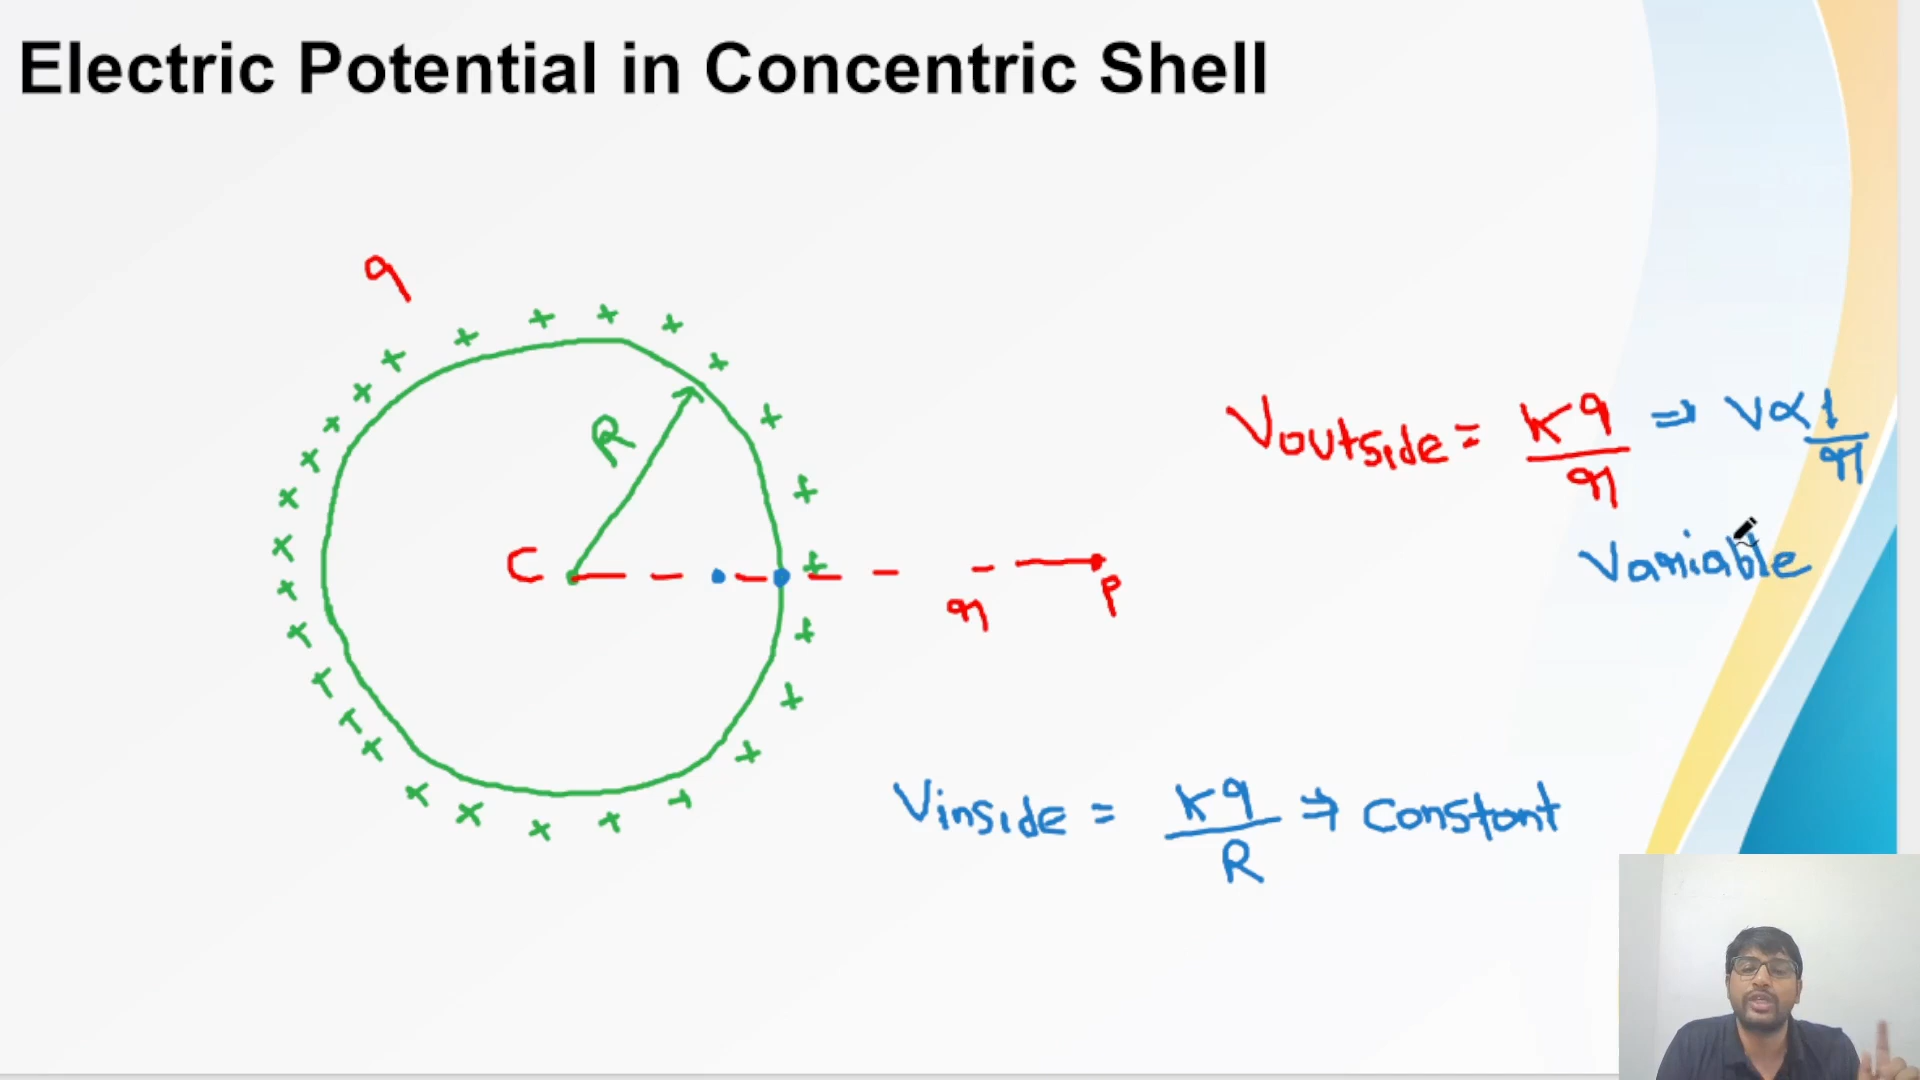 Electric Potential in Concentric Shell
q
R
C
r
P
Voutside = Kq/r ⇒ V∝1/r
Variable
Vinside = Kq/R ⇒ Constant